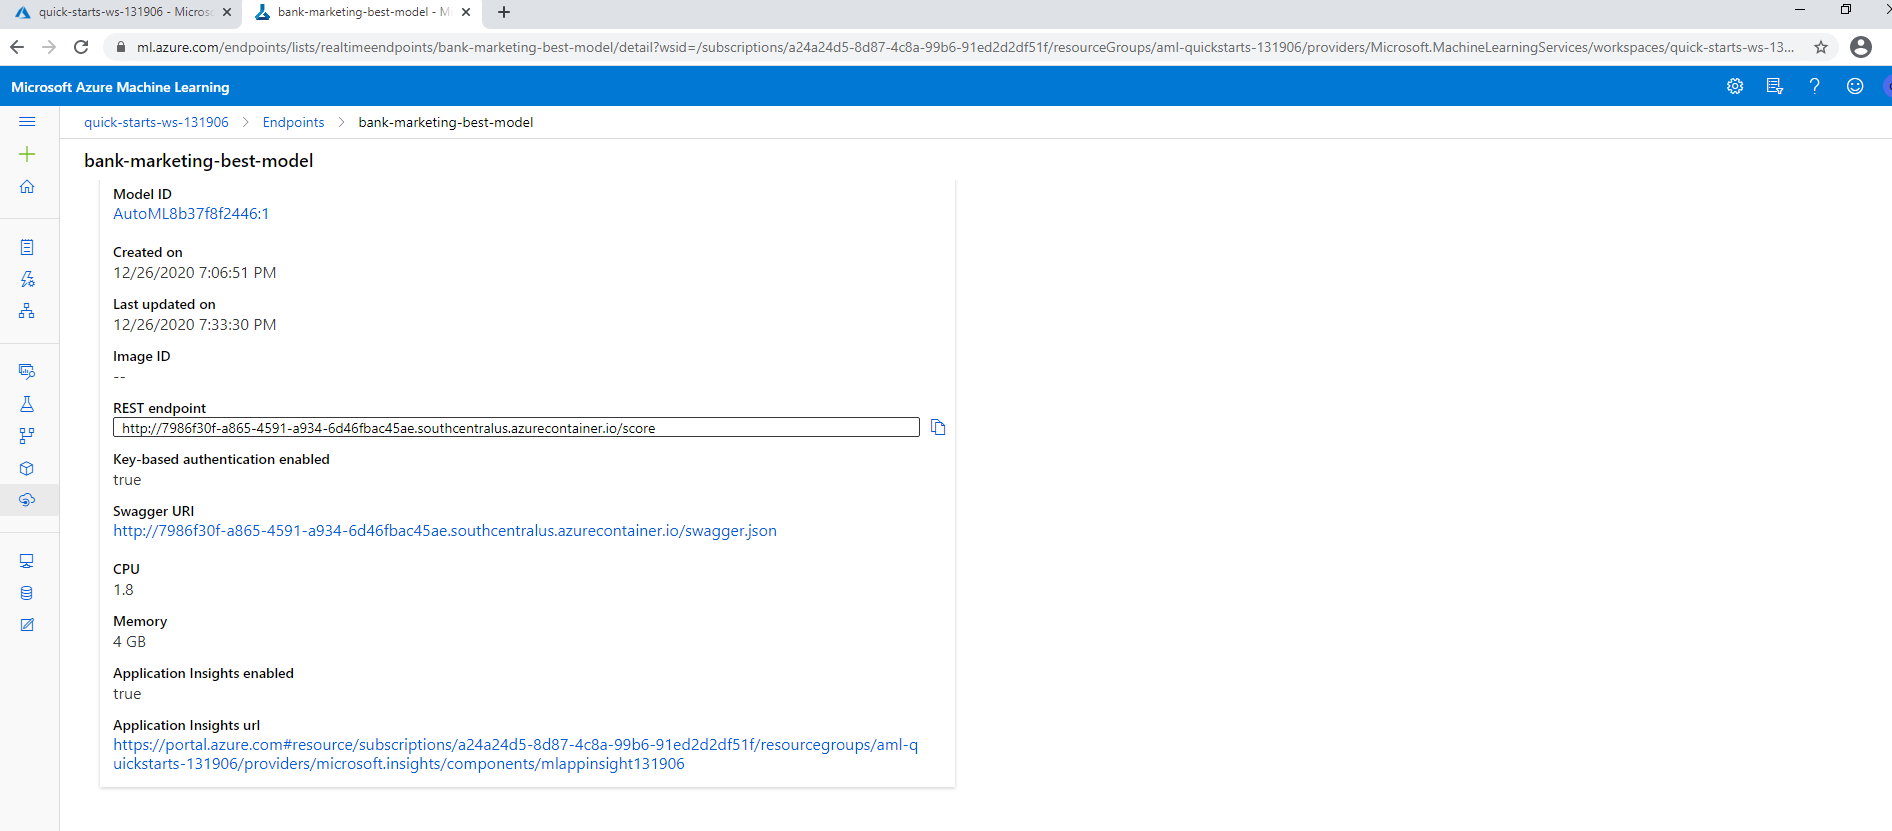 quick-starts-ws-131906 - Micros
bank-marketing-best-model - Mi
ml.azure.com/endpoints/lists/realtimeendpoints/bank-marketing-best-model/detail?wsid=/subscriptions/a24a24d5-8d87-4c8a-99b6-91ed2d2df51f/resourceGroups/aml-quickstarts-131906/providers/Microsoft.MachineLearningServices/workspaces/quick-starts-ws-13...
Microsoft Azure Machine Learning
quick-starts-ws-131906 > Endpoints > bank-marketing-best-model
bank-marketing-best-model
Model ID
AutoML8b37f8f2446:1
Created on
12/26/2020 7:06:51 PM
Last updated on
12/26/2020 7:33:30 PM
Image ID
--
REST endpoint
http://7986f30f-a865-4591-a934-6d46fbac45ae.southcentralus.azurecontainer.io/score
Key-based authentication enabled
true
Swagger URI
http://7986f30f-a865-4591-a934-6d46fbac45ae.southcentralus.azurecontainer.io/swagger.json
CPU
1.8
Memory
4 GB
Application Insights enabled
true
Application Insights url
https://portal.azure.com#resource/subscriptions/a24a24d5-8d87-4c8a-99b6-91ed2d2df51f/resourcegroups/aml-q
uickstarts-131906/providers/microsoft.insights/components/mlappinsight131906